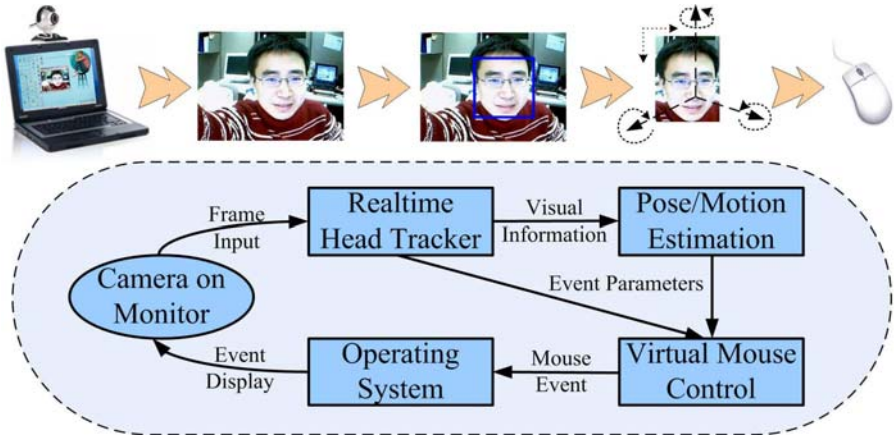 Frame
Input
Realtime
Head Tracker
Visual
Information
Pose/Motion
Estimation
Camera on
Monitor
Event Parameters
Event
Display
Operating
System
Mouse
Event
Virtual Mouse
Control